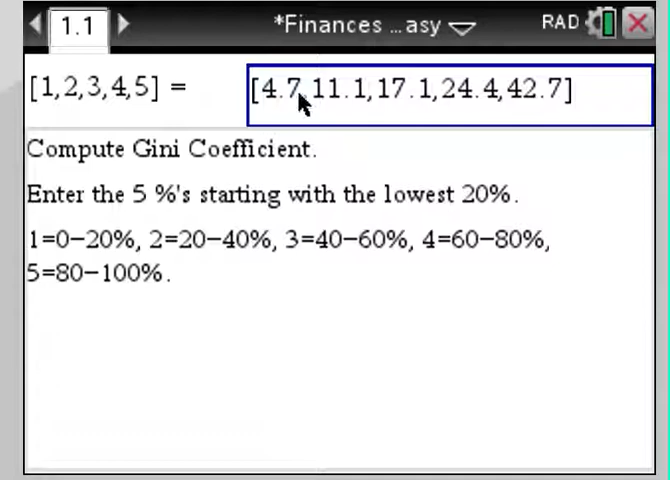 1.1 *Finances ...asy RAD
[1,2,3,4,5] = [4.7,11.1,17.1,24.4,42.7]
Compute Gini Coefficient.
Enter the 5 %'s starting with the lowest 20%.
1=0−20%, 2=20−40%, 3=40−60%, 4=60−80%,
5=80−100%.